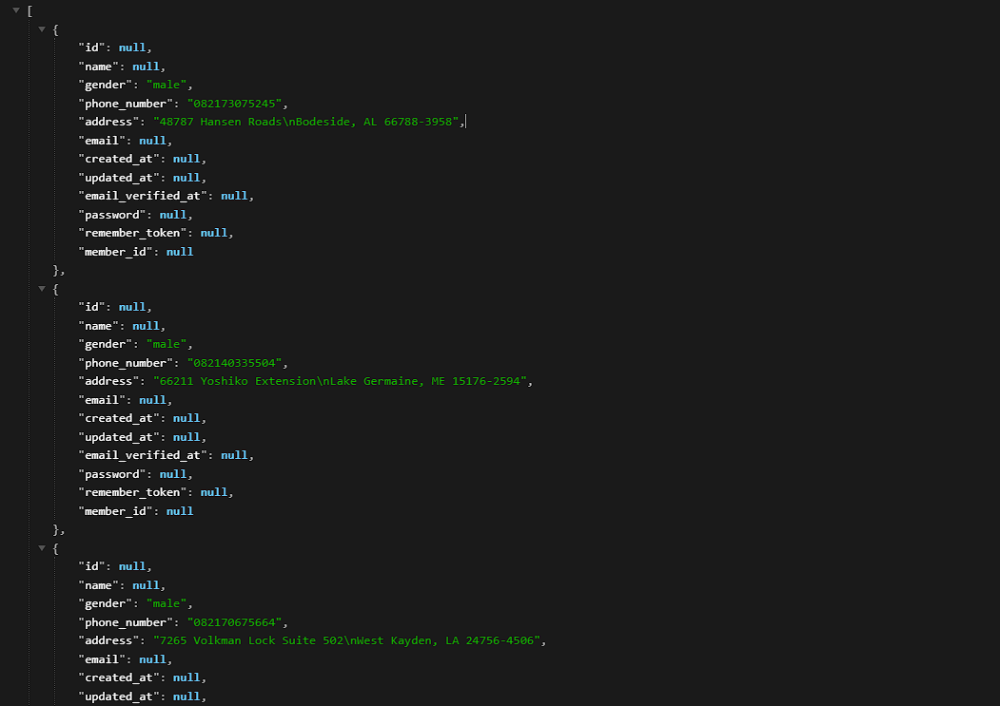 [
{
"id": null,
"name": null,
"gender": "male",
"phone_number": "082173075245",
"address": "48787 Hansen Roads\nBodeside, AL 66788-3958",
"email": null,
"created_at": null,
"updated_at": null,
"email_verified_at": null,
"password": null,
"remember_token": null,
"member_id": null
},
{
"id": null,
"name": null,
"gender": "male",
"phone_number": "082140335504",
"address": "66211 Yoshiko Extension\nLake Germaine, ME 15176-2594",
"email": null,
"created_at": null,
"updated_at": null,
"email_verified_at": null,
"password": null,
"remember_token": null,
"member_id": null
},
{
"id": null,
"name": null,
"gender": "male",
"phone_number": "082170675664",
"address": "7265 Volkman Lock Suite 502\nWest Kayden, LA 24756-4506",
"email": null,
"created_at": null,
"updated_at": null,